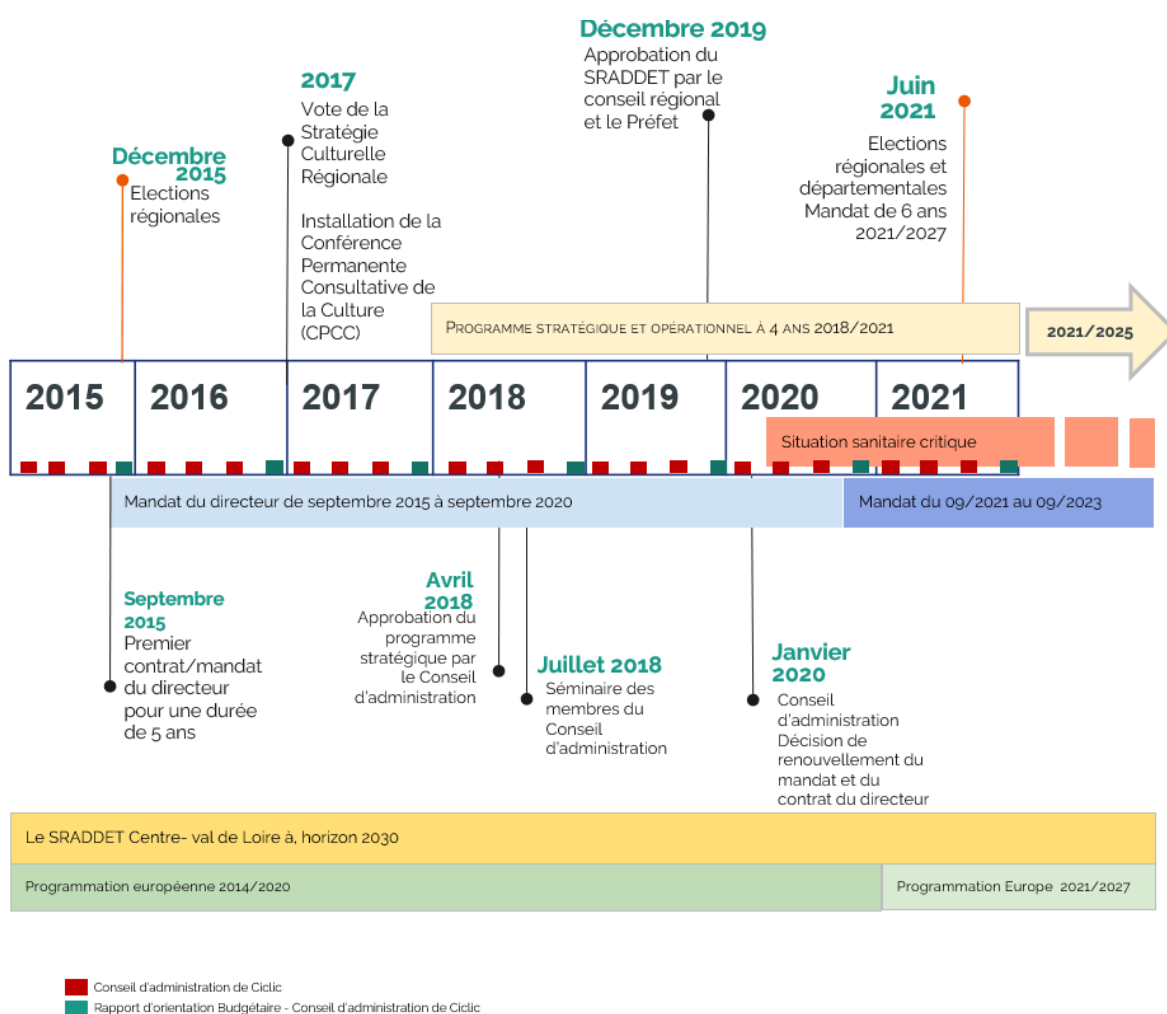 Décembre 2019
Approbation du
SRADDET par le
conseil régional
et le Préfet
2017
Vote de la
Stratégie
Culturelle
Régionale
Installation de la
Conférence
Permanente
Consultative de
la Culture
(CPCC)
Juin
2021
Elections
régionales et
départementales
Mandat de 6 ans
2021/2027
Décembre
2015
Elections
régionales
PROGRAMME STRATÉGIQUE ET OPÉRATIONNEL À 4 ANS 2018/2021
2021/2025
2015
2016
2017
2018
2019
2020
2021
Situation sanitaire critique
Mandat du directeur de septembre 2015 à septembre 2020
Mandat du 09/2021 au 09/2023
Septembre
2015
Premier
contrat/mandat
du directeur
pour une durée
de 5 ans
Avril
2018
Approbation du
programme
stratégique par
le Conseil
d'administration
Juillet 2018
Séminaire des
membres du
Conseil
d'administration
Janvier
2020
Conseil
d'administration
Décision de
renouvellement du
mandat et du
contrat du directeur
Le SRADDET Centre- val de Loire à, horizon 2030
Programmation européenne 2014/2020
Programmation Europe 2021/2027
Conseil d'administration de Ciclic
Rapport d'orientation Budgétaire - Conseil d'administration de Ciclic